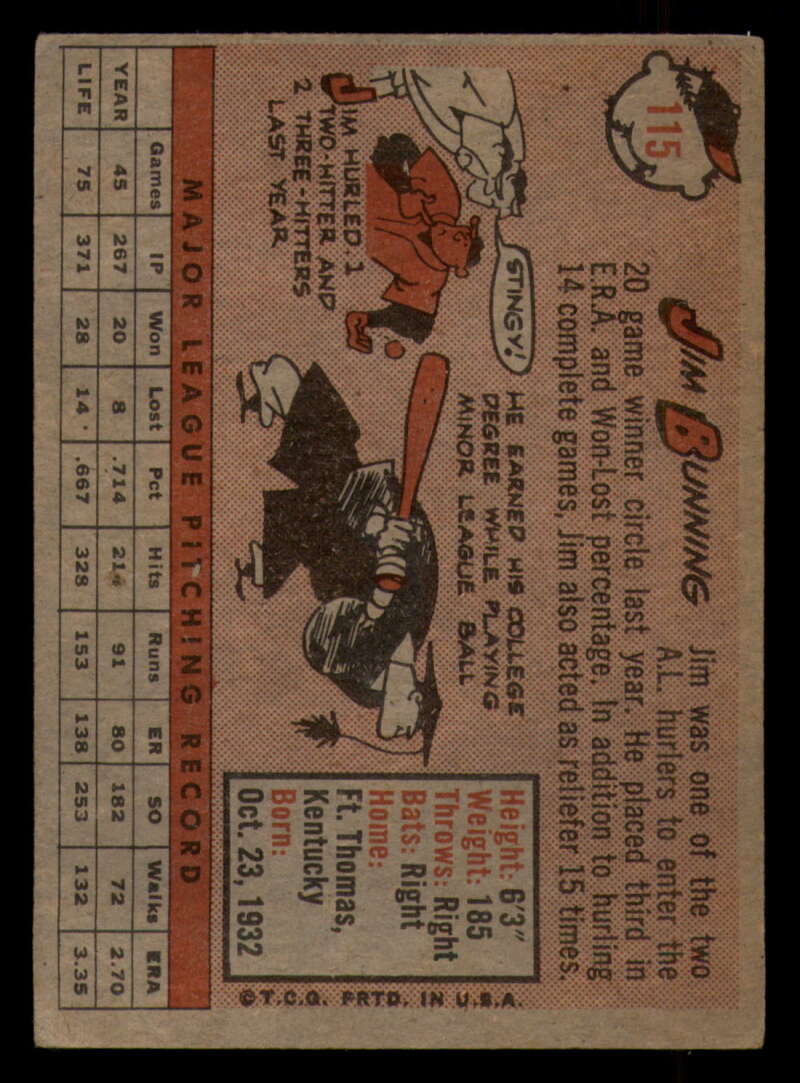 115
JIM BUNNING
Jim was one of the two
A.L. hurlers to enter the
20 game winner circle last year. He placed third in
E.R.A. and Won-Lost percentage. In addition to hurling
14 complete games, Jim also acted as reliefer 15 times.
STINGY!
JIM HURLED 1
TWO-HITTER AND
2 THREE-HITTERS
LAST YEAR
HE EARNED HIS COLLEGE
DEGREE WHILE PLAYING
MINOR LEAGUE BALL
Height: 6'3"
Weight: 185
Throws: Right
Bats: Right
Home:
Ft. Thomas,
Kentucky
Born:
Oct. 23, 1932
©T.C.G. PRTD. IN U.S.A.
MAJOR LEAGUE PITCHING RECORD
Games IP Won Lost Pct Hits Runs ER SO Walks ERA
YEAR 45 267 20 8 .714 214 91 80 182 72 2.70
LIFE 75 371 28 14 .667 328 153 138 253 132 3.35